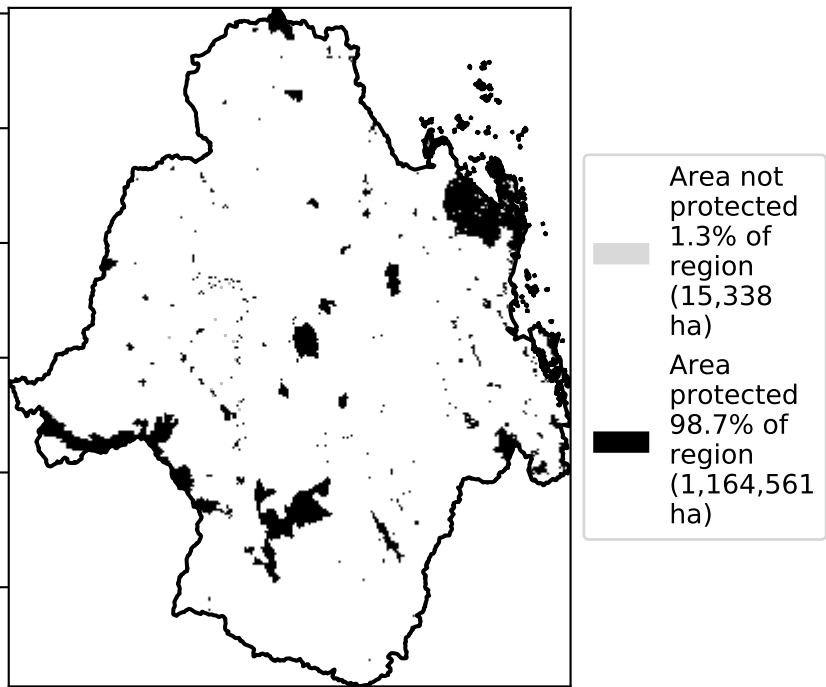 Area not
protected
1.3% of
region
(15,338
ha)
Area
protected
98.7% of
region
(1,164,561
ha)